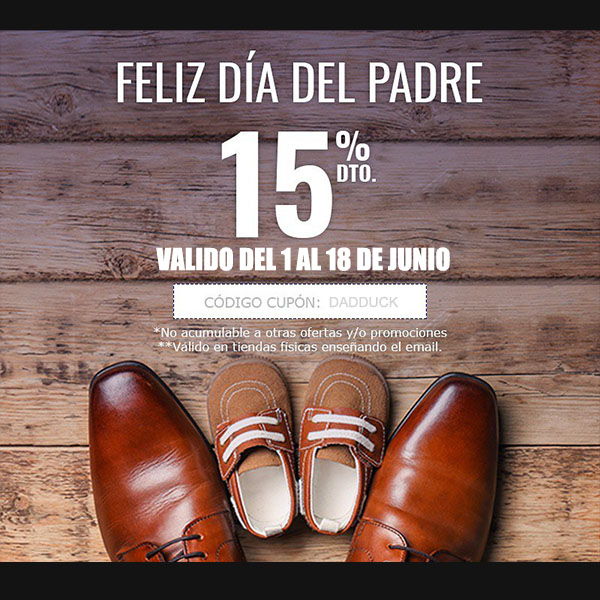 FELIZ DÍA DEL PADRE
15% DTO.
VALIDO DEL 1 AL 18 DE JUNIO
CÓDIGO CUPÓN: DADDUCK
*No acumulable a otras ofertas y/o promociones
**Válido en tiendas físicas enseñando el email.